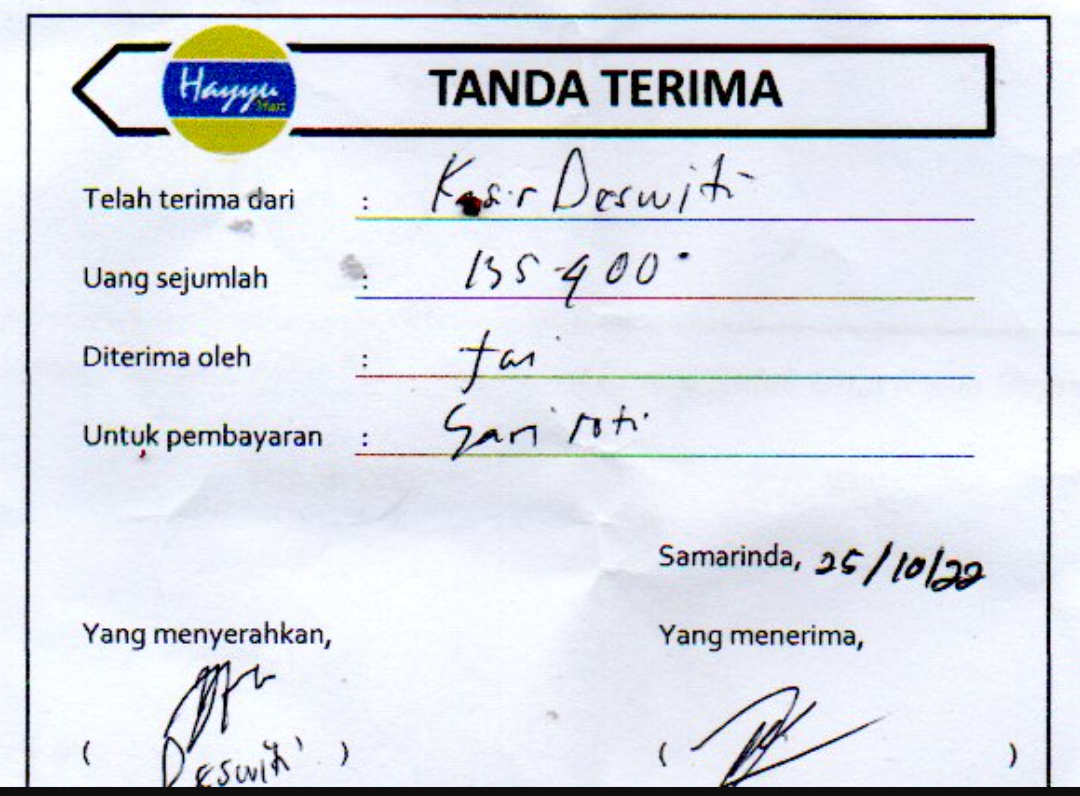 Hayyu
Mart
TANDA TERIMA
Telah terima dari : Kasir Deswiti
Uang sejumlah : 135.400
Diterima oleh :
Untuk pembayaran : Sari roti
Samarinda, 25/10/22
Yang menyerahkan, Yang menerima,
( Deswiti ) ( )